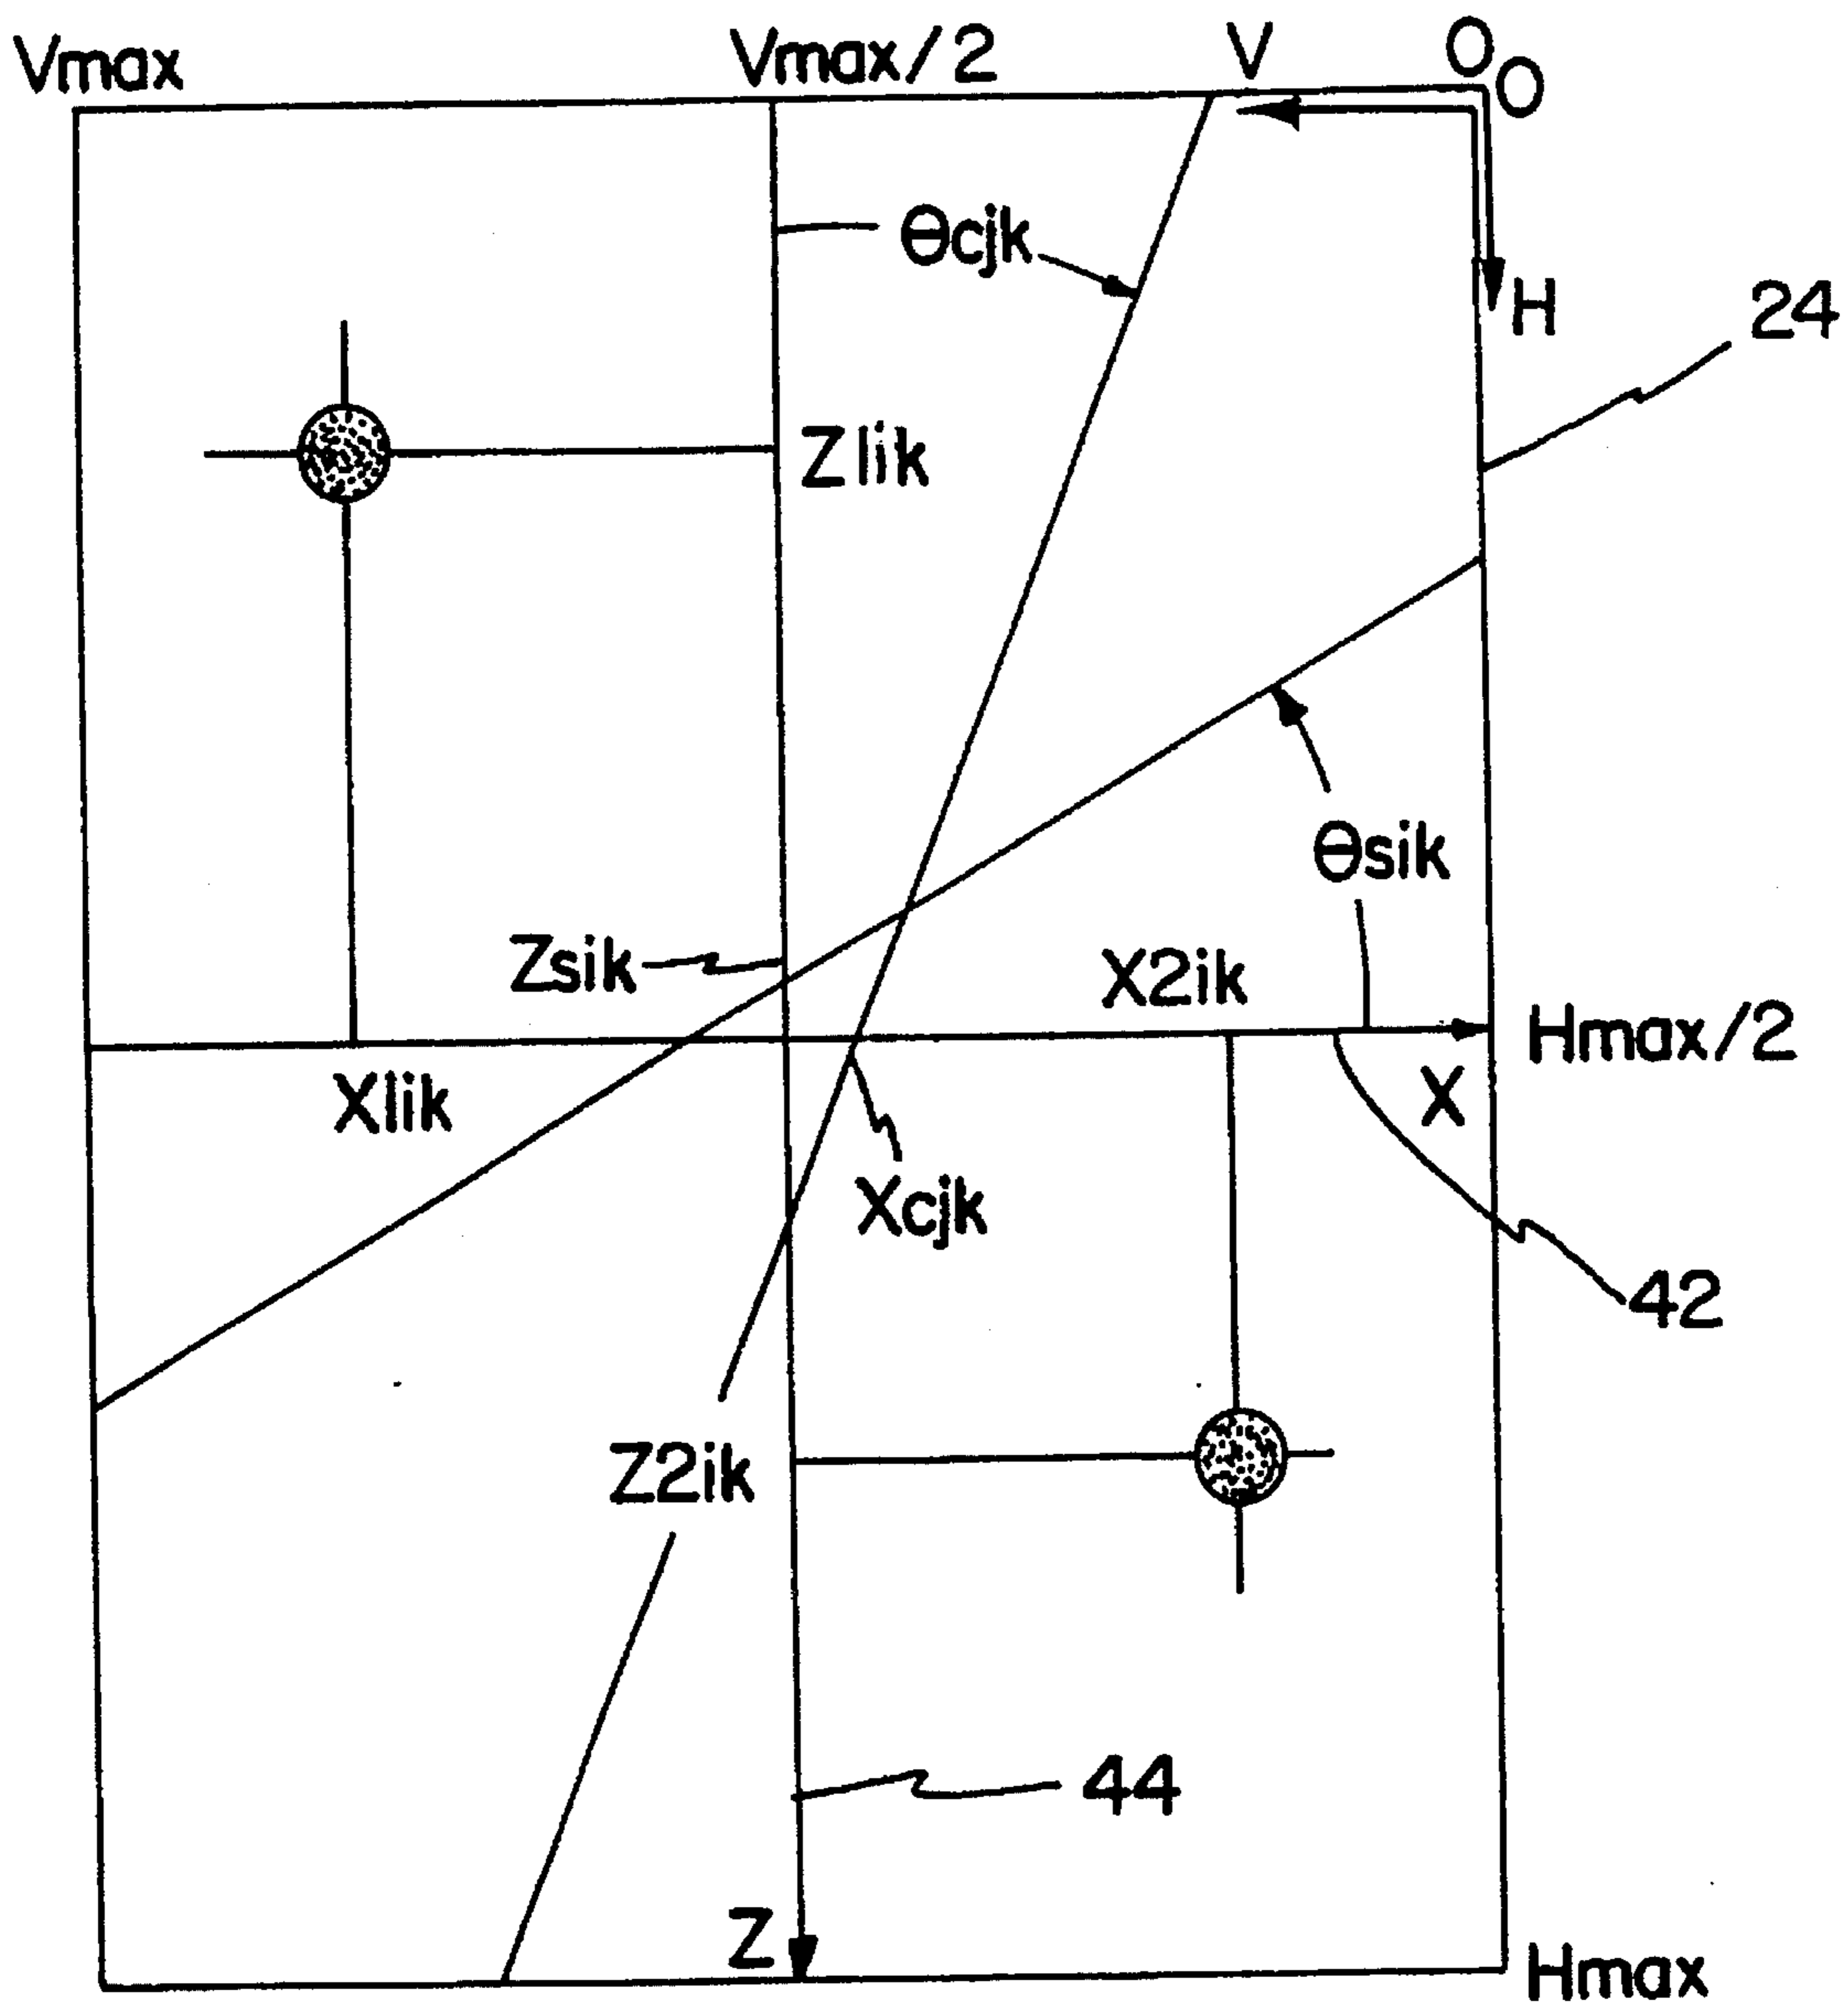 Vmax
Vmax/2
V
O
O
θcjk
H
24
Zlik
θsik
Zsik
X2ik
Hmax/2
Xlik
X
Xcjk
42
Z2ik
44
Z
Hmax